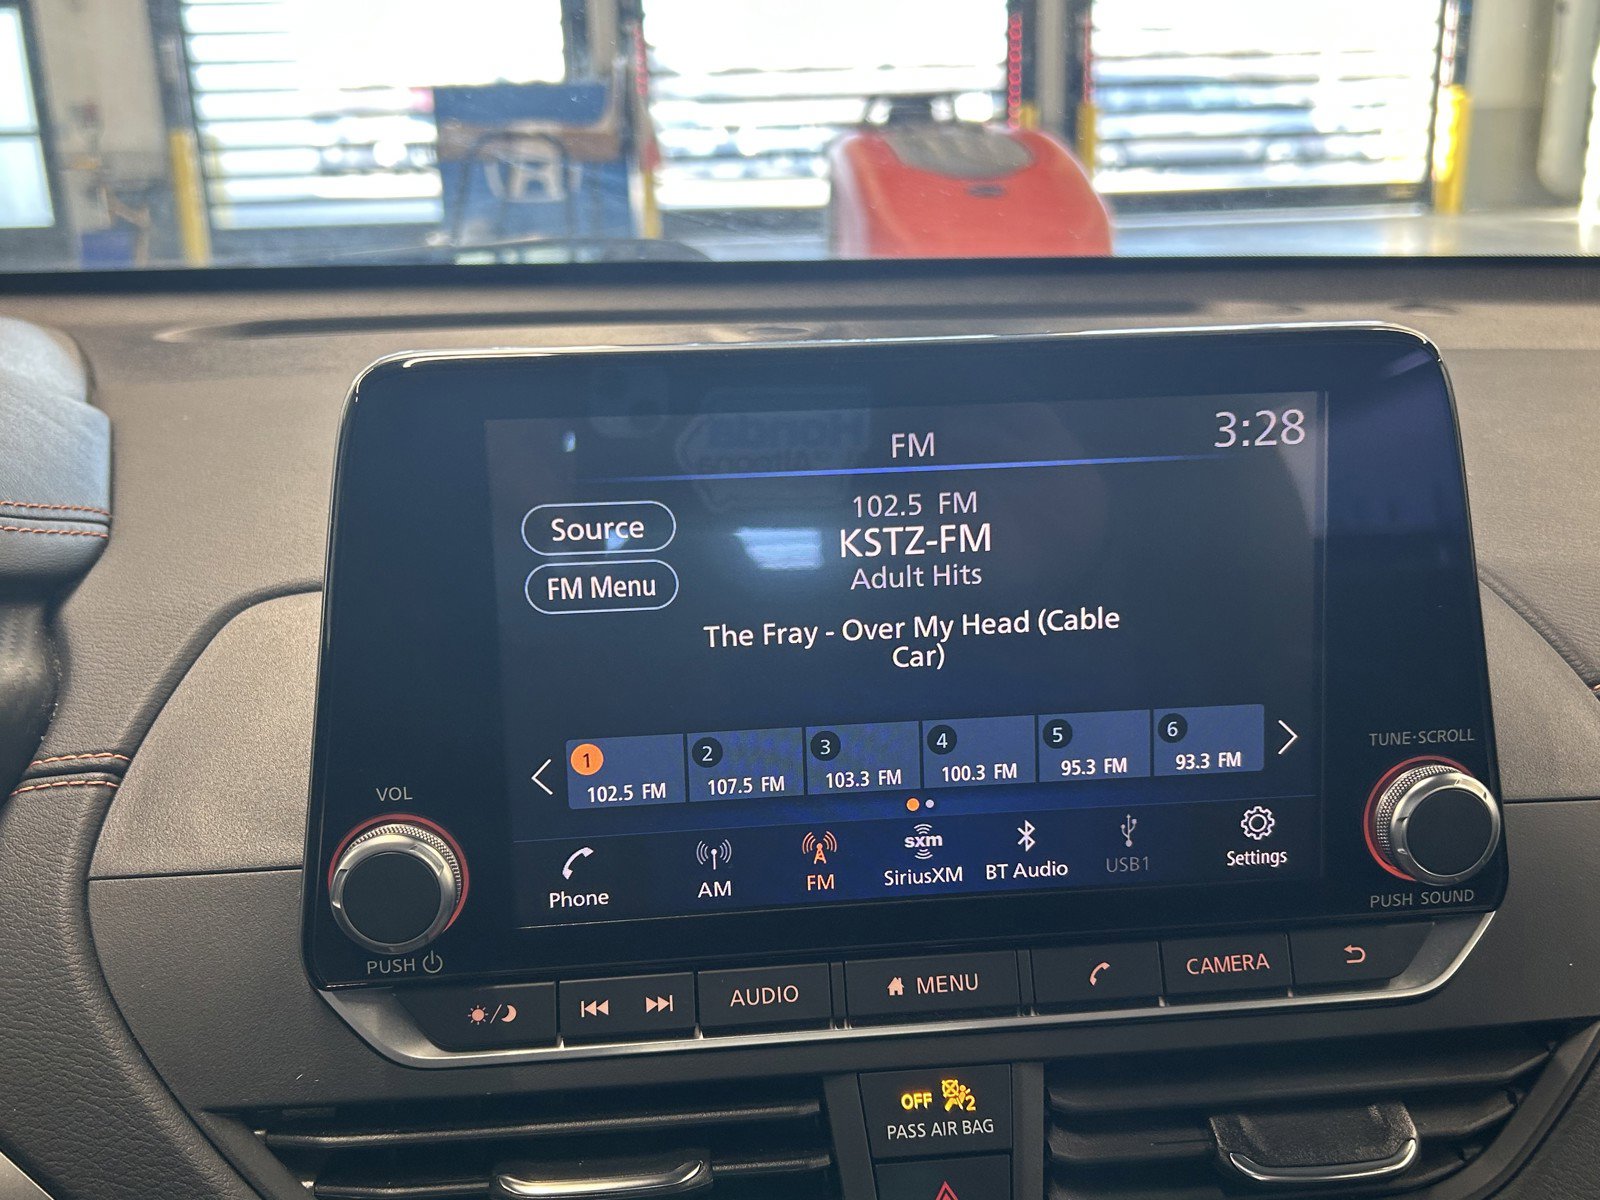 FM
3:28
Source
FM Menu
102.5 FM
KSTZ-FM
Adult Hits
The Fray - Over My Head (Cable
Car)
1
102.5 FM
2
107.5 FM
3
103.3 FM
4
100.3 FM
5
95.3 FM
6
93.3 FM
VOL
TUNE·SCROLL
Phone
AM
FM
sxm
SiriusXM
BT Audio
USB1
Settings
PUSH
PUSH SOUND
AUDIO
MENU
CAMERA
OFF
2
PASS AIR BAG